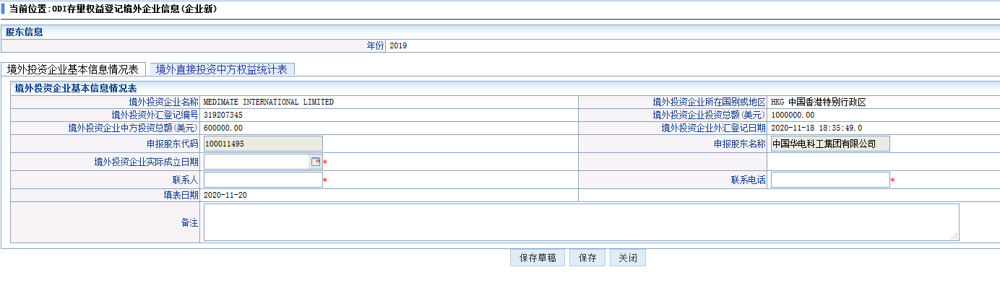 当前位置:ODI存量权益登记境外企业信息(企业新)
股东信息
年份 2019
境外投资企业基本信息情况表 境外直接投资中方权益统计表
境外投资企业基本信息情况表
境外投资企业名称 MEDIMATE INTERNATIONAL LIMITED 境外投资企业所在国别或地区 HKG 中国香港特别行政区
境外投资外汇登记编号 319207345 境外投资企业投资总额(美元) 1000000.00
境外投资企业中方投资总额(美元) 600000.00 境外投资企业外汇登记日期 2020-11-18 18:35:49.0
申报股东代码 100011495 申报股东名称 中国华电科工集团有限公司
境外投资企业实际成立日期 *
联系人 * 联系电话 *
填表日期 2020-11-20
备注
保存草稿 保存 关闭